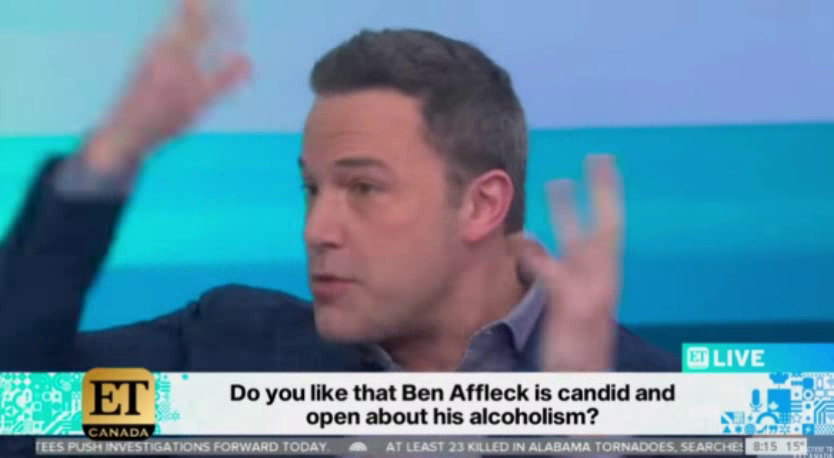 ET LIVE
ET
CANADA
Do you like that Ben Affleck is candid and
open about his alcoholism?
TEES PUSH INVESTIGATIONS FORWARD TODAY. AT LEAST 23 KILLED IN ALABAMA TORNADOES, SEARCHES 8:15 15°